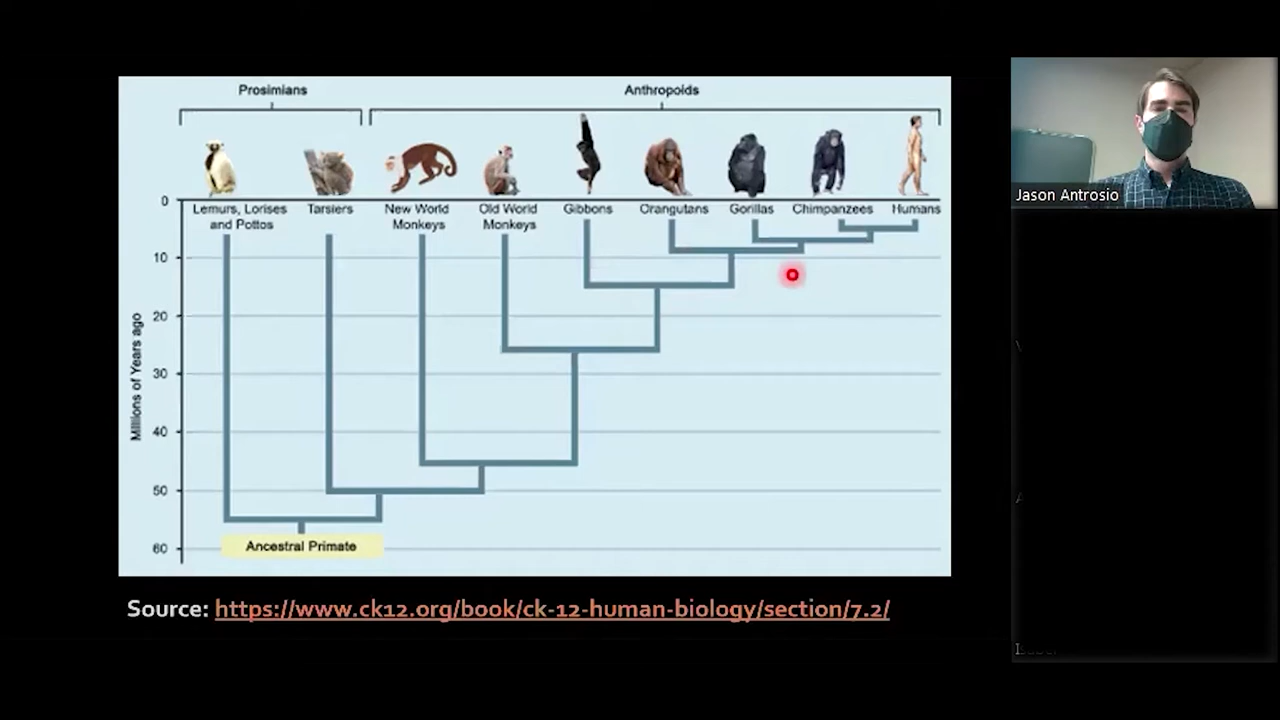 Prosimians
Anthropoids
0
Lemurs, Lorises
and Pottos
Tarsiers
New World
Monkeys
Old World
Monkeys
Gibbons
Orangutans
Gorillas
Chimpanzees
Humans
10
20
30
40
50
60
Millions of Years ago
Ancestral Primate
Source: https://www.ck12.org/book/ck-12-human-biology/section/7.2/
Jason Antrosio